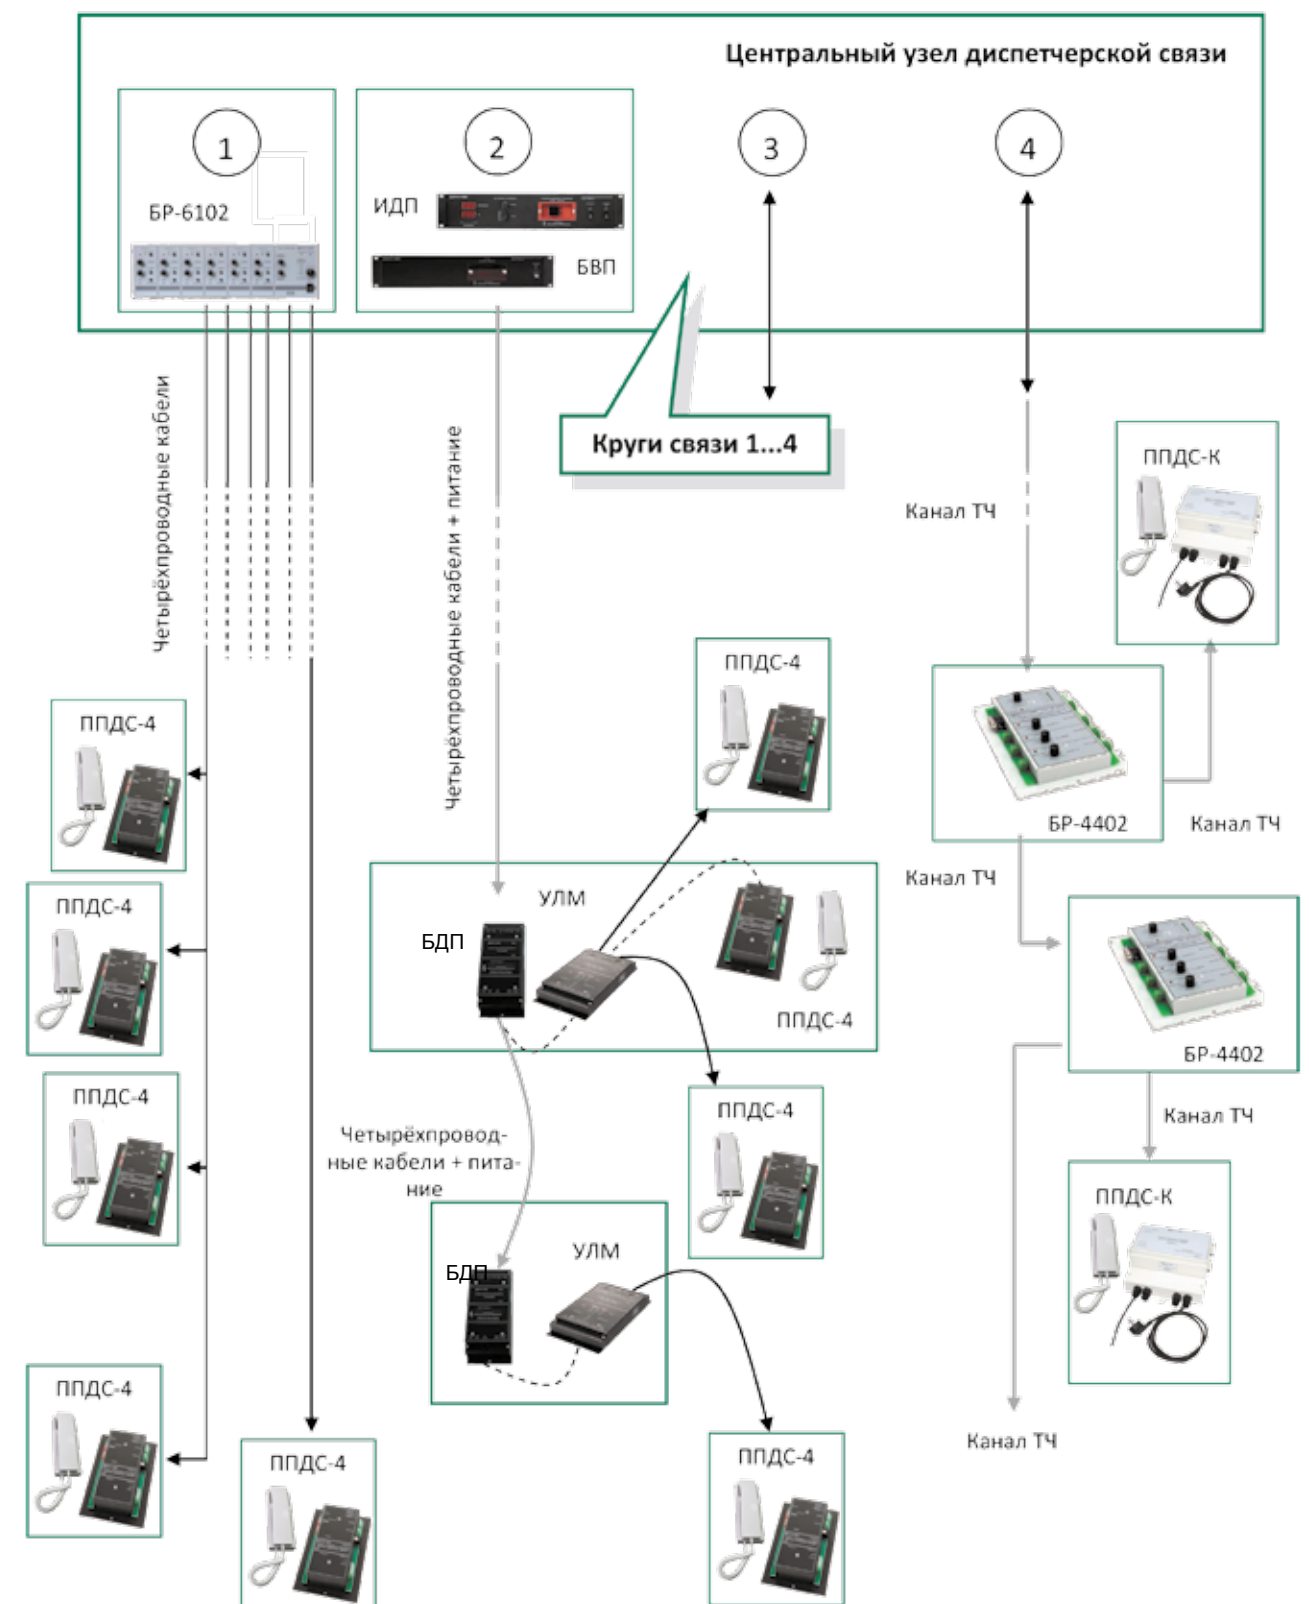 Центральный узел диспетчерской связи
1
2
3
4
БР-6102
ИДП
БВП
Четырёхпроводные кабели
Четырёхпроводные кабели + питание
Круги связи 1...4
Канал ТЧ
ППДС-К
ППДС-4
ППДС-4
БР-4402
Канал ТЧ
Канал ТЧ
ППДС-4
УЛМ
БДП
ППДС-4
БР-4402
ППДС-4
ППДС-4
Канал ТЧ
Четырёхпровод-
ные кабели + пита-
ние
ППДС-К
УЛМ
БДП
ППДС-4
ППДС-4
ППДС-4
Канал ТЧ